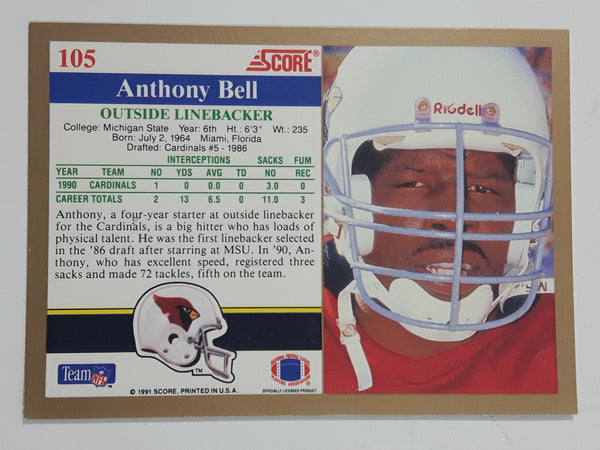 105
SCORE®
Anthony Bell
OUTSIDE LINEBACKER
College: Michigan State Year: 6th Ht.: 6'3" Wt.: 235
Born: July 2, 1964 Miami, Florida
Drafted: Cardinals #5 - 1986
INTERCEPTIONS SACKS FUM
YEAR TEAM NO YDS AVG TD NO REC
1990 CARDINALS 1 0 0.0 0 3.0 0
CAREER TOTALS 2 13 6.5 0 11.0 3
Anthony, a four-year starter at outside linebacker
for the Cardinals, is a big hitter who has loads of
physical talent. He was the first linebacker selected
in the '86 draft after starring at MSU. In '90, An-
thony, who has excellent speed, registered three
sacks and made 72 tackles, fifth on the team.
Riddell
Team NFL™
TM
© 1991 SCORE, PRINTED IN U.S.A.
OFFICIALLY LICENSED PRODUCT